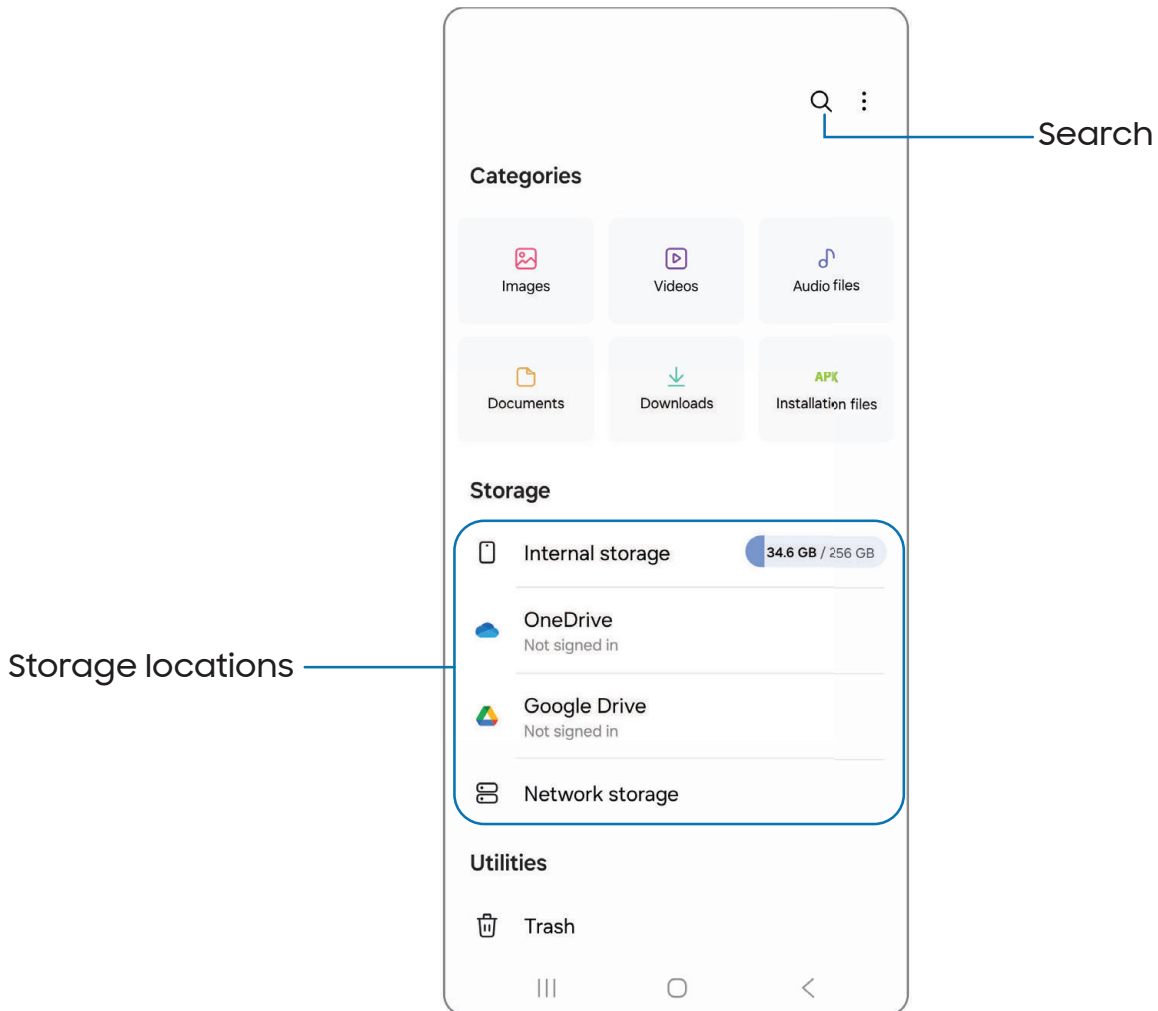 Search
Categories
Images
Videos
Audio files
Documents
Downloads
APK
Installation files
Storage
Internal storage
34.6 GB / 256 GB
OneDrive
Not signed in
Storage locations
Google Drive
Not signed in
Network storage
Utilities
Trash